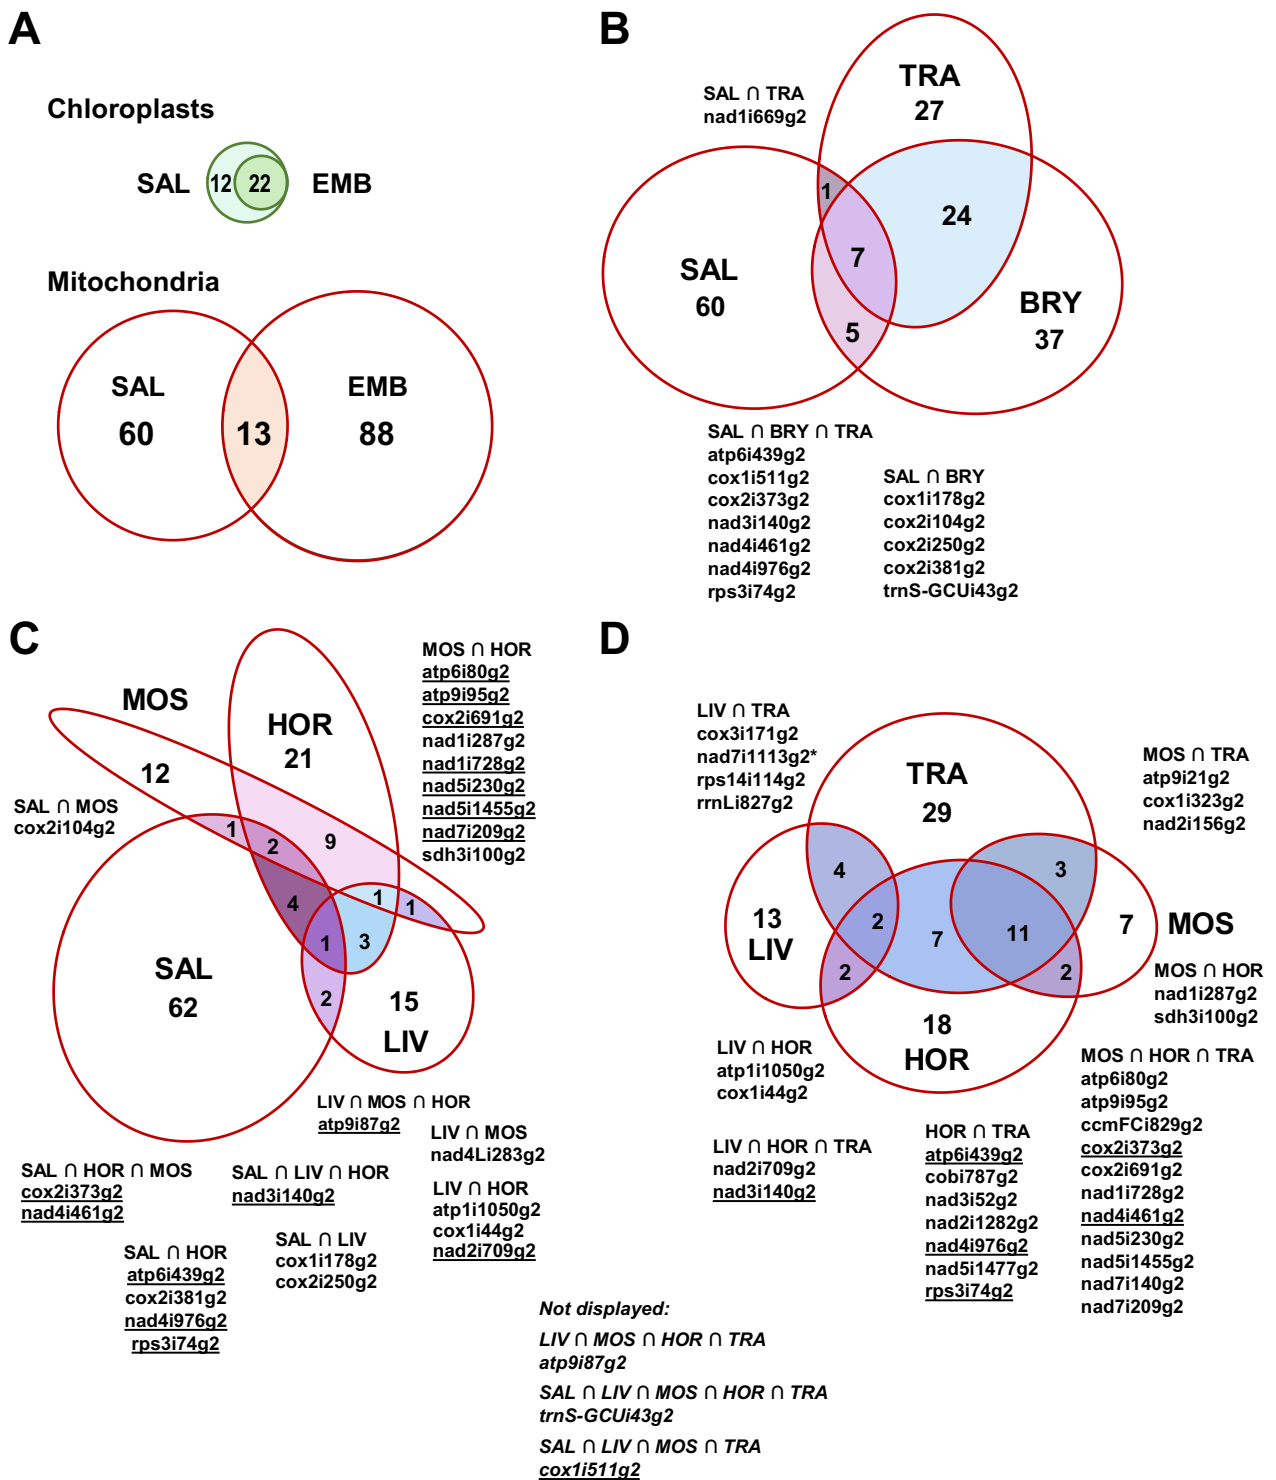 A
Chloroplasts
SAL
12
22
EMB
Mitochondria
SAL
60
13
EMB
88
B
SAL ∩ TRA
nad1i669g2
TRA
27
1
24
7
SAL
60
BRY
37
5
SAL ∩ BRY ∩ TRA
atp6i439g2
cox1i511g2
cox2i373g2
nad3i140g2
nad4i461g2
nad4i976g2
rps3i74g2
SAL ∩ BRY
cox1i178g2
cox2i104g2
cox2i250g2
cox2i381g2
trnS-GCUi43g2
C
MOS
12
HOR
21
MOS ∩ HOR
atp6i80g2
atp9i95g2
cox2i691g2
nad1i287g2
nad1i728g2
nad5i230g2
nad5i1455g2
nad7i209g2
sdh3i100g2
SAL ∩ MOS
cox2i104g2
1
2
9
4
1
1
1
3
2
SAL
62
15
LIV
LIV ∩ MOS ∩ HOR
atp9i87g2
LIV ∩ MOS
nad4Li283g2
SAL ∩ HOR ∩ MOS
cox2i373g2
nad4i461g2
SAL ∩ LIV ∩ HOR
nad3i140g2
LIV ∩ HOR
atp1i1050g2
cox1i44g2
nad2i709g2
SAL ∩ HOR
atp6i439g2
cox2i381g2
nad4i976g2
rps3i74g2
SAL ∩ LIV
cox1i178g2
cox2i250g2
D
LIV ∩ TRA
cox3i171g2
nad7i1113g2*
rps14i114g2
rrnLi827g2
TRA
29
MOS ∩ TRA
atp9i21g2
cox1i323g2
nad2i156g2
4
3
13
LIV
2
7
11
7
MOS
2
2
MOS ∩ HOR
nad1i287g2
sdh3i100g2
18
HOR
LIV ∩ HOR
atp1i1050g2
cox1i44g2
LIV ∩ HOR ∩ TRA
nad2i709g2
nad3i140g2
HOR ∩ TRA
atp6i439g2
cobi787g2
nad3i52g2
nad2i1282g2
nad4i976g2
nad5i1477g2
rps3i74g2
MOS ∩ HOR ∩ TRA
atp6i80g2
atp9i95g2
ccmFCi829g2
cox2i373g2
cox2i691g2
nad1i728g2
nad4i461g2
nad5i230g2
nad5i1455g2
nad7i140g2
nad7i209g2
Not displayed:
LIV ∩ MOS ∩ HOR ∩ TRA
atp9i87g2
SAL ∩ LIV ∩ MOS ∩ HOR ∩ TRA
trnS-GCUi43g2
SAL ∩ LIV ∩ MOS ∩ TRA
cox1i511g2